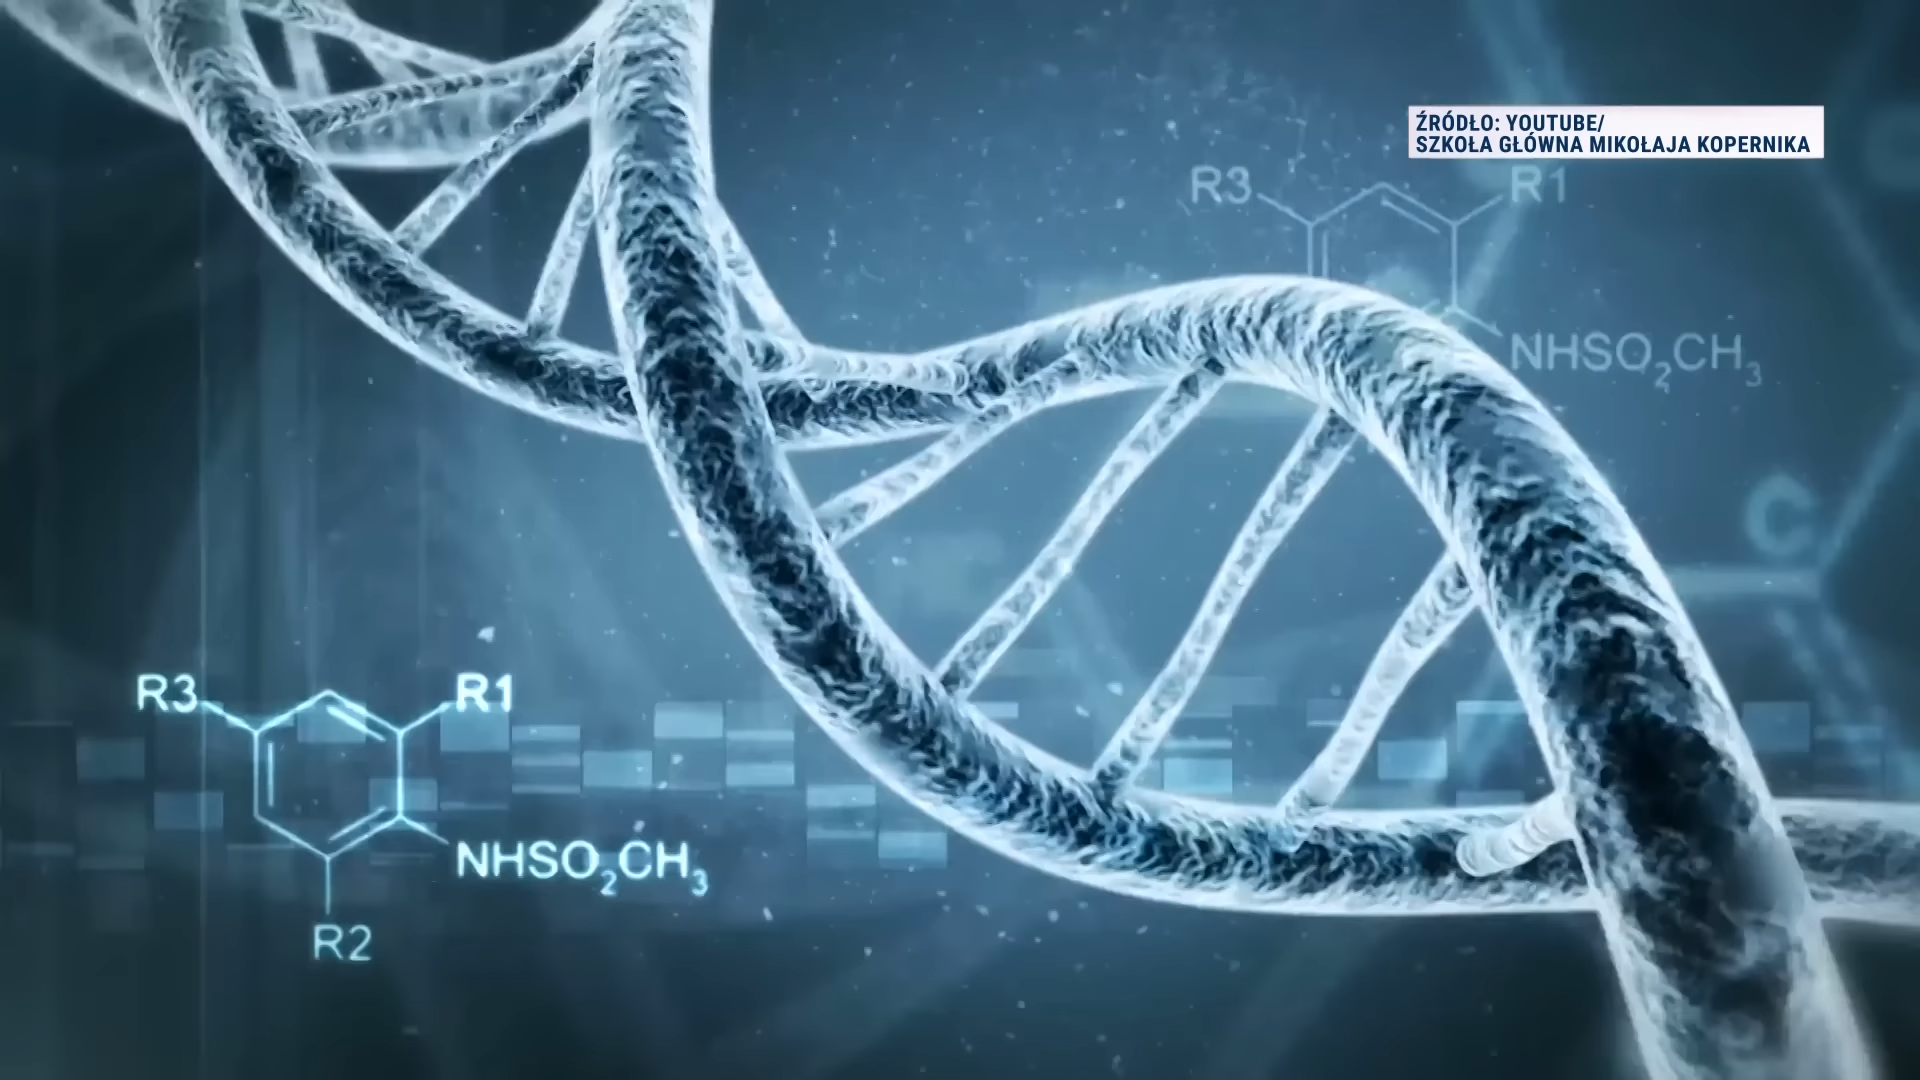 ŹRÓDŁO: YOUTUBE/
SZKOŁA GŁÓWNA MIKOŁAJA KOPERNIKA
R3
R1
NHSO₂CH₃
C
R3
R1
NHSO₂CH₃
R2